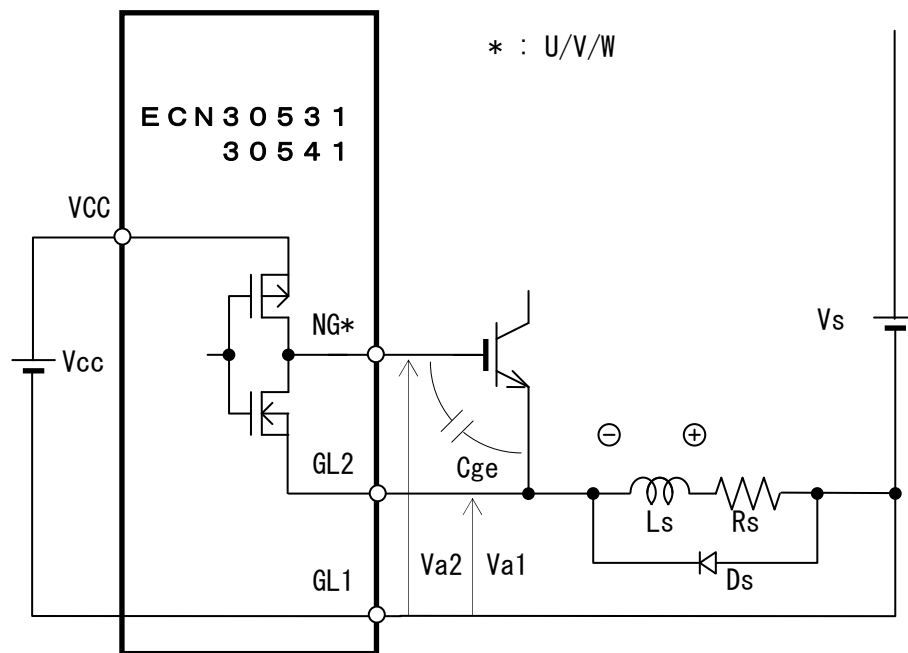 * : U/V/W
ＥＣＮ３０５３１
３０５４１
VCC
NG*
Vs
Vcc
⊖ ⊕
GL2
Cge
Ls Rs
Va2 Va1
Ds
GL1